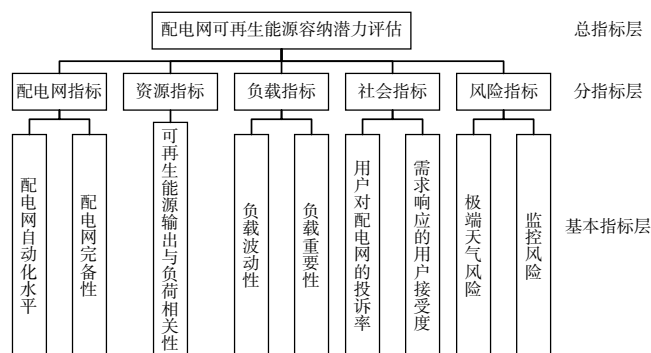 配电网可再生能源容纳潜力评估
总指标层
配电网指标
资源指标
负载指标
社会指标
风险指标
分指标层
配电网自动化水平
配电网完备性
可再生能源输出与负荷相关性
负载波动性
负载重要性
用户对配电网的投诉率
需求响应的用户接受度
极端天气风险
监控风险
基本指标层